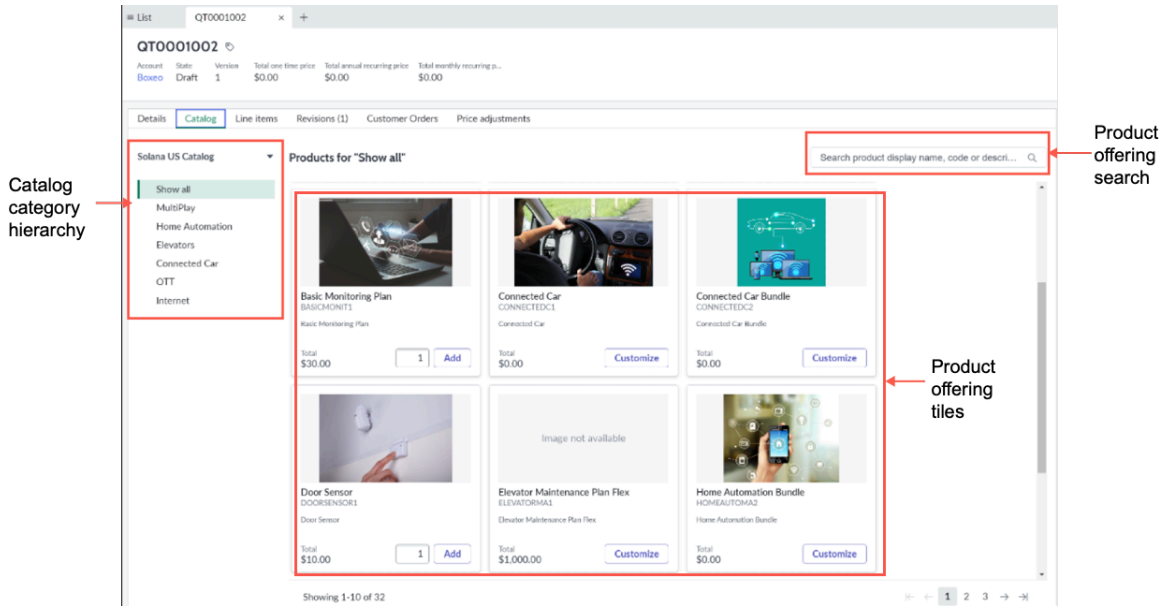 ≡ List
QT0001002 × +
QT0001002
Account State Version Total one time price Total annual recurring price Total monthly recurring p...
Boxeo Draft 1 $0.00 $0.00 $0.00
Details Catalog Line items Revisions (1) Customer Orders Price adjustments
Solana US Catalog
Products for "Show all"
Search product display name, code or descri...
Product
offering
search
Catalog
category
hierarchy
Show all
MultiPlay
Home Automation
Elevators
Connected Car
OTT
Internet
Basic Monitoring Plan
BASICMONIT1
Basic Monitoring Plan
Total
$30.00
1 Add
Connected Car
CONNECTEDC1
Connected Car
Total
$0.00
Customize
Connected Car Bundle
CONNECTEDC2
Connected Car Bundle
Total
$0.00
Customize
Product
offering
tiles
Door Sensor
DOORSENSOR1
Door Sensor
Total
$10.00
1 Add
Image not available
Elevator Maintenance Plan Flex
ELEVATORMA1
Elevator Maintenance Plan Flex
Total
$1,000.00
Customize
Home Automation Bundle
HOMEAUTOMA2
Home Automation Bundle
Total
$0.00
Customize
Showing 1-10 of 32
1 2 3